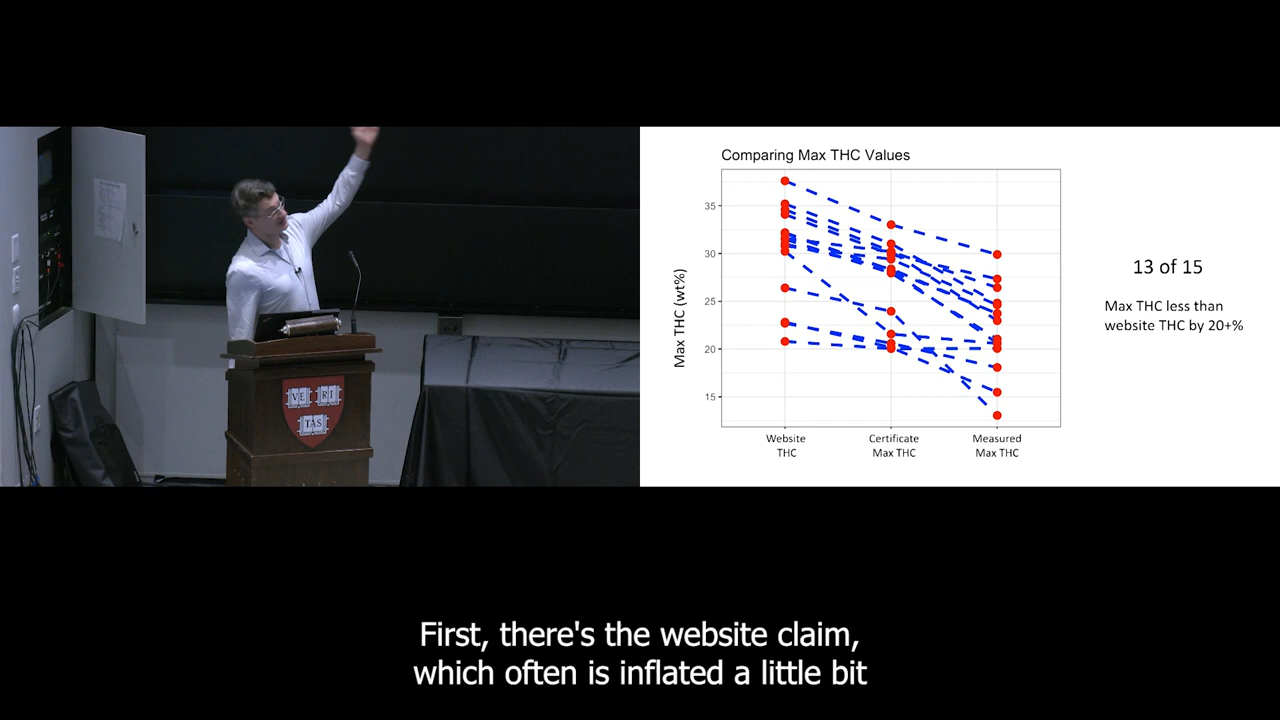 Comparing Max THC Values
Max THC (wt%)
35
30
25
20
15
Website
THC
Certificate
Max THC
Measured
Max THC
13 of 15
Max THC less than
website THC by 20+%
VE RI
TAS
First, there's the website claim,
which often is inflated a little bit